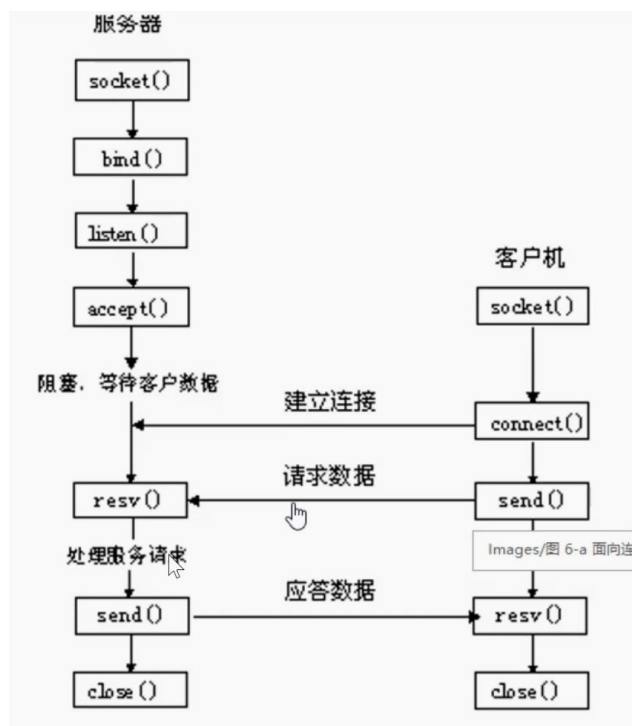 服务器
socket()
bind()
listen()
accept()
阻塞，等待客户数据
resv()
处理服务请求
send()
close()
建立连接
请求数据
应答数据
客户机
socket()
connect()
send()
Images/图 6-a 面向连
resv()
close()